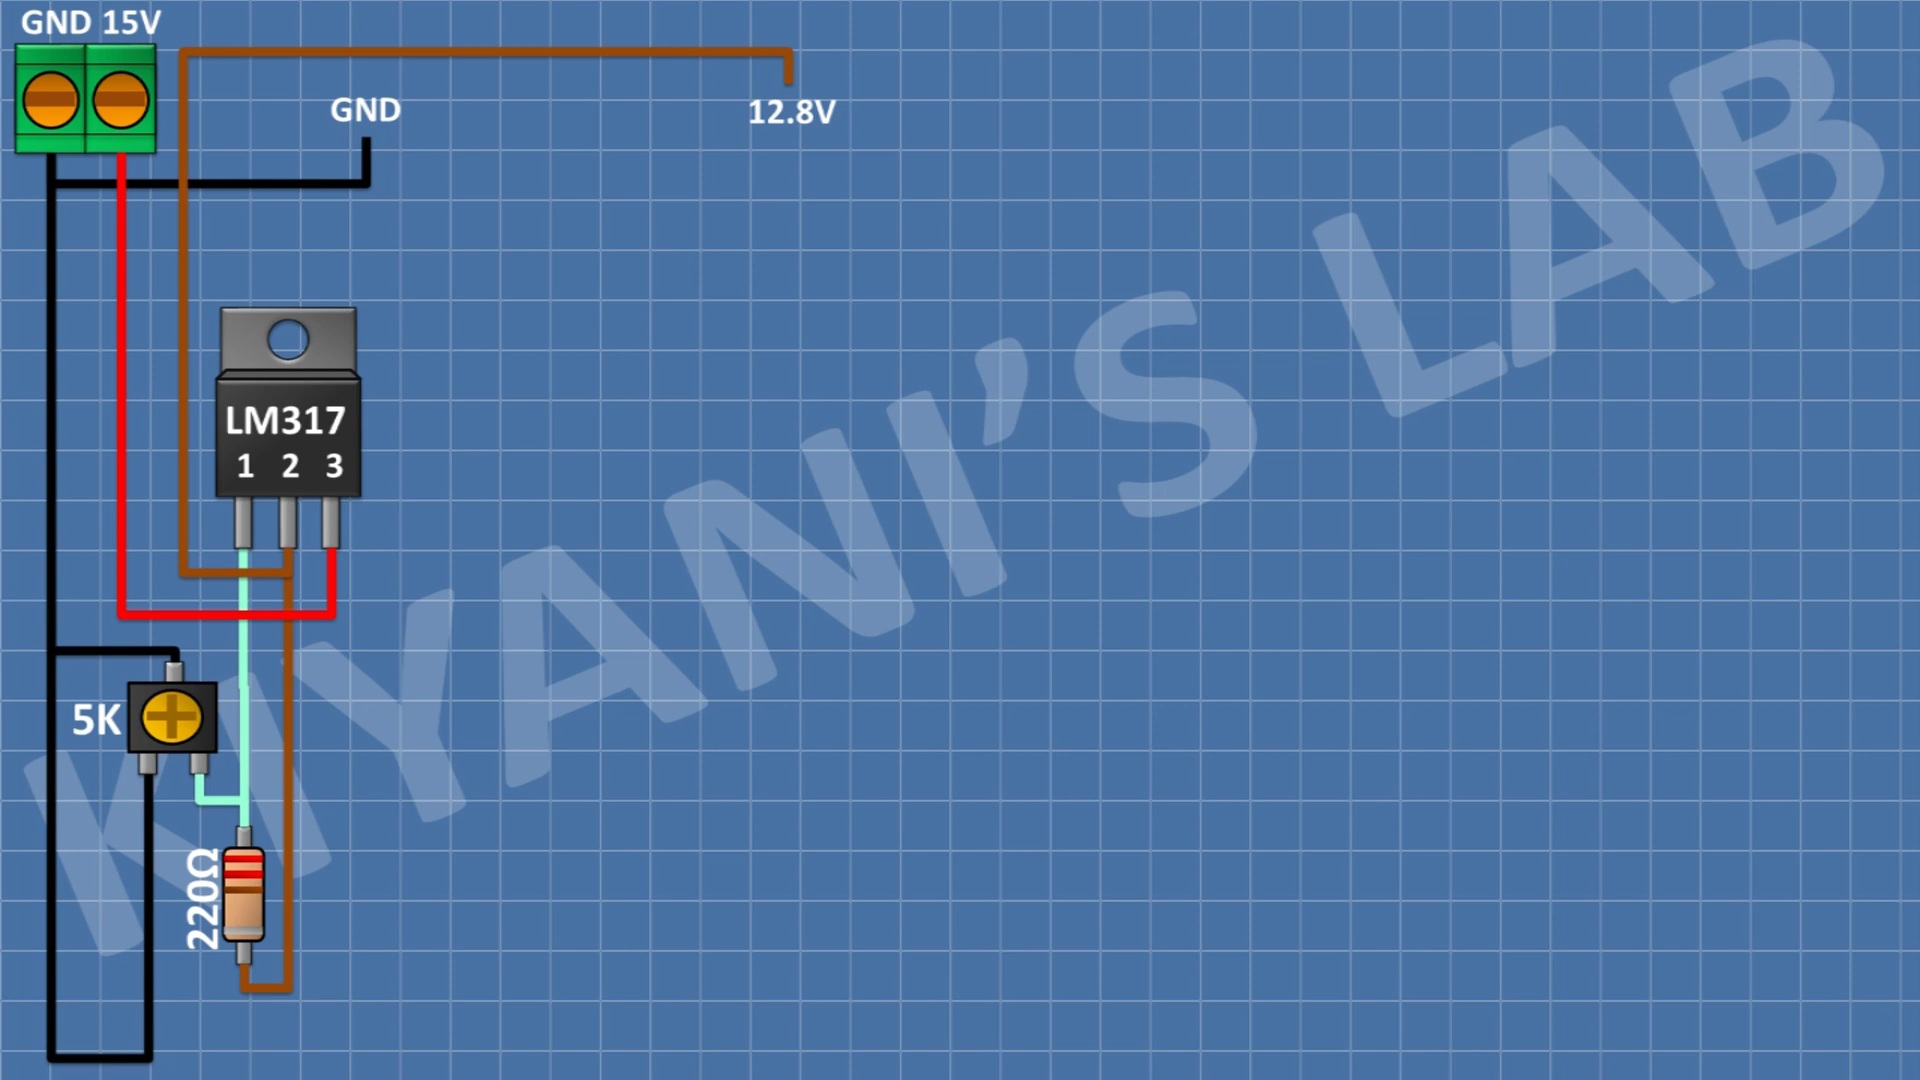 GND 15V
GND
12.8V
LM317
1 2 3
5K
220Ω
KIYANI'S LAB